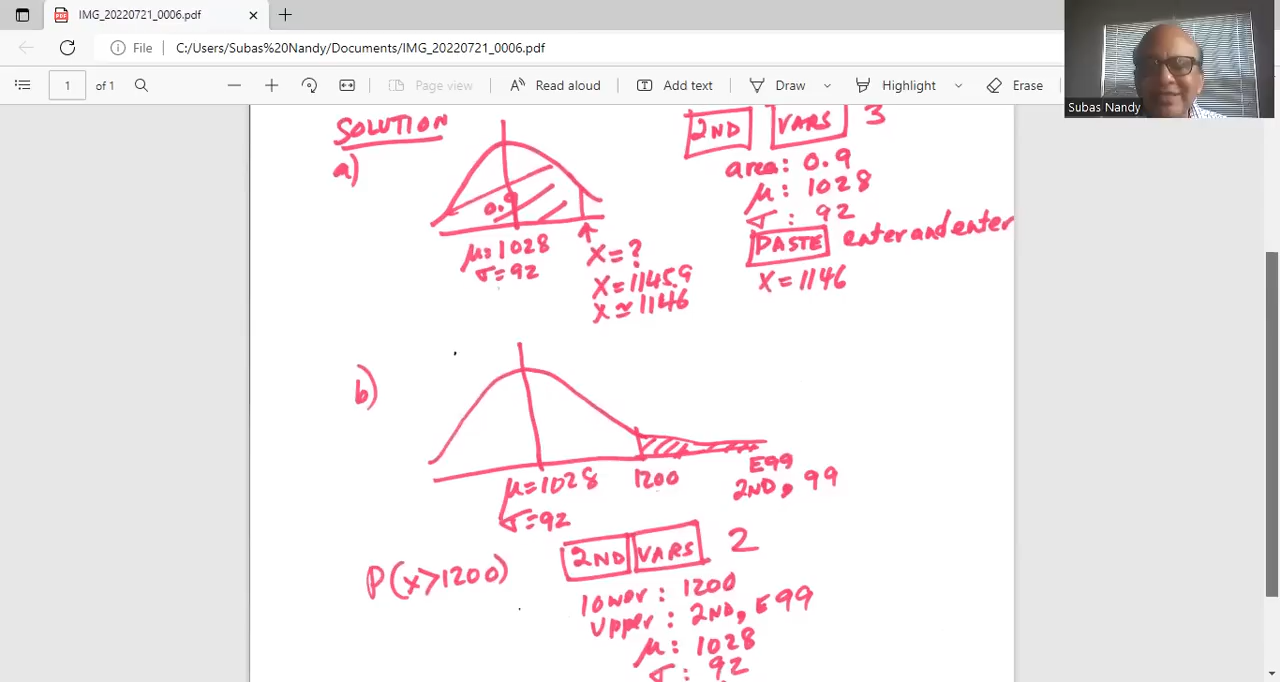 IMG_20220721_0006.pdf
File
C:/Users/Subas%20Nandy/Documents/IMG_20220721_0006.pdf
1 of 1
Page view
Read aloud
Add text
Draw
Highlight
Erase
Subas Nandy
SOLUTION
a)
0.9
μ=1028
σ=92
x=?
x=1145.9
x≃1146
2ND VARS 3
area: 0.9
μ: 1028
σ: 92
PASTE enter and enter
x=1146
b)
μ=1028
σ=92
1200
E99
2ND, 99
P(x>1200)
2ND VARS 2
lower: 1200
upper: 2ND, E99
μ: 1028
σ: 92